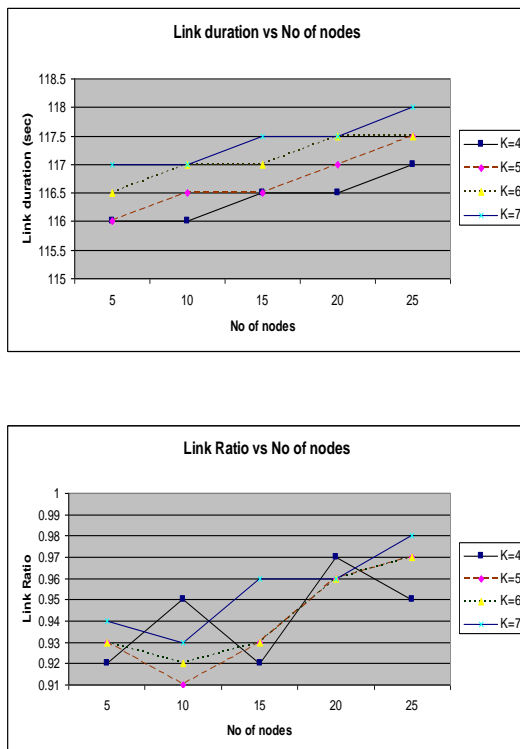 Link duration vs No of nodes
118.5
118
117.5
117
116.5
116
115.5
115
Link duration (sec)
5 10 15 20 25
No of nodes
K=4
K=5
K=6
K=7
Link Ratio vs No of nodes
1
0.99
0.98
0.97
0.96
0.95
0.94
0.93
0.92
0.91
Link Ratio
5 10 15 20 25
No of nodes
K=4
K=5
K=6
K=7